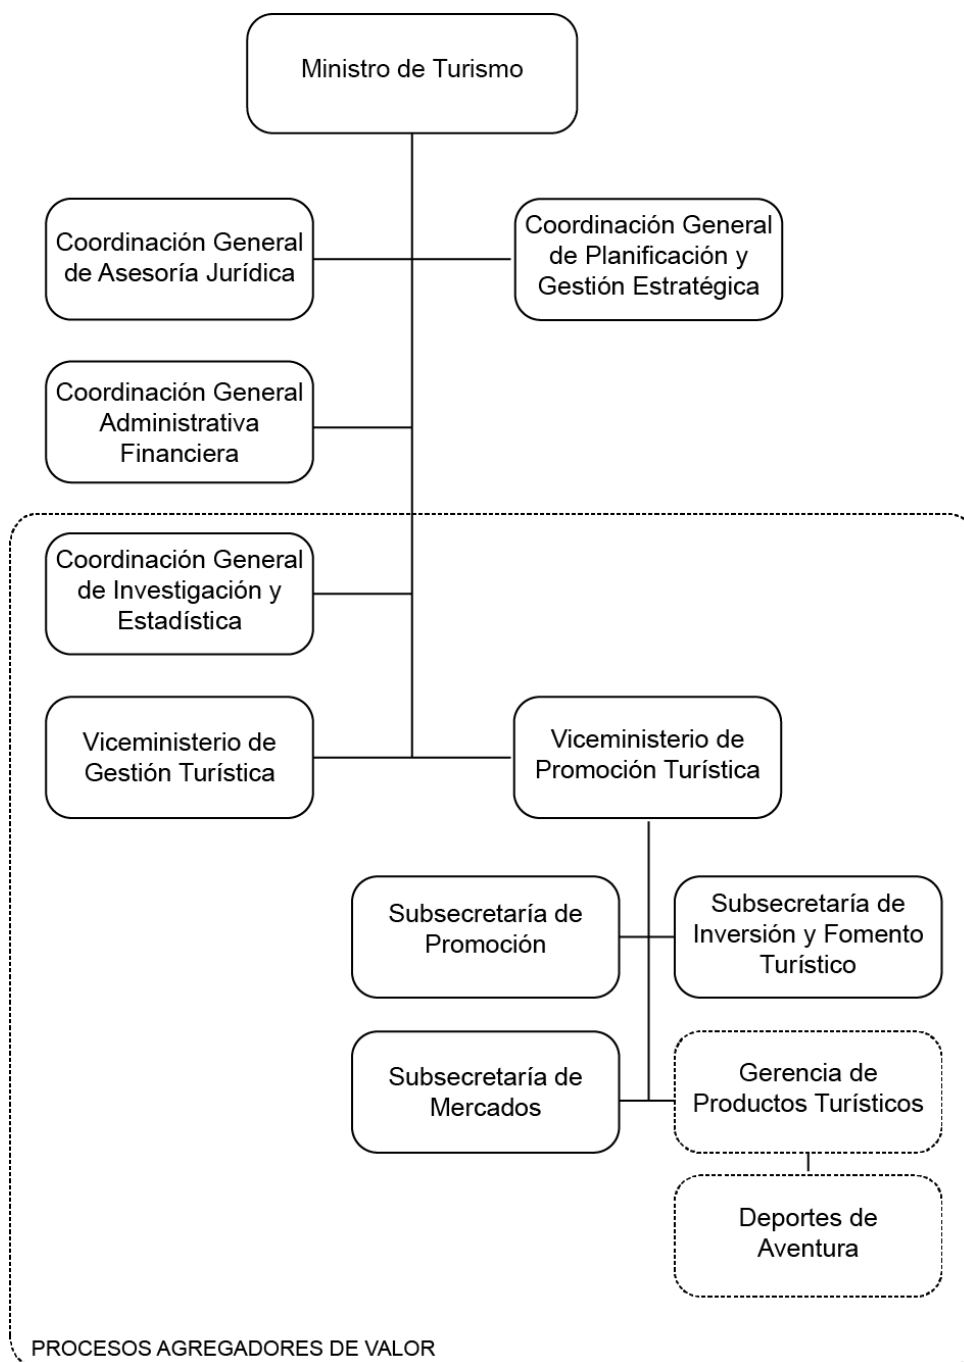 Ministro de Turismo
Coordinación General
de Asesoría Jurídica
Coordinación General
de Planificación y
Gestión Estratégica
Coordinación General
Administrativa
Financiera
Coordinación General
de Investigación y
Estadística
Viceministerio de
Gestión Turística
Viceministerio de
Promoción Turística
Subsecretaría de
Promoción
Subsecretaría de
Inversión y Fomento
Turístico
Subsecretaría de
Mercados
Gerencia de
Productos Turísticos
Deportes de
Aventura
PROCESOS AGREGADORES DE VALOR